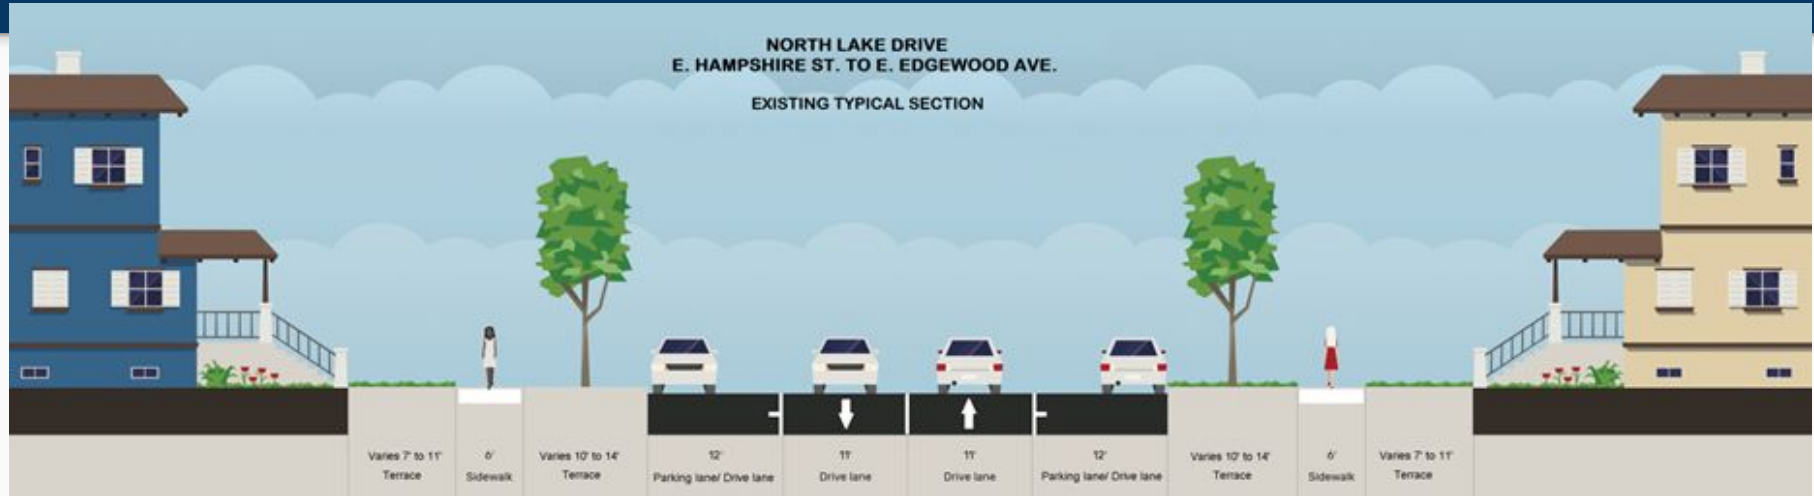 NORTH LAKE DRIVE
E. HAMPSHIRE ST. TO E. EDGEWOOD AVE.
EXISTING TYPICAL SECTION
Varies 7' to 11'
Terrace
6'
Sidewalk
Varies 10' to 14'
Terrace
12'
Parking lane/ Drive lane
11'
Drive lane
11'
Drive lane
12'
Parking lane/ Drive lane
Varies 10' to 14'
Terrace
6'
Sidewalk
Varies 7' to 11'
Terrace